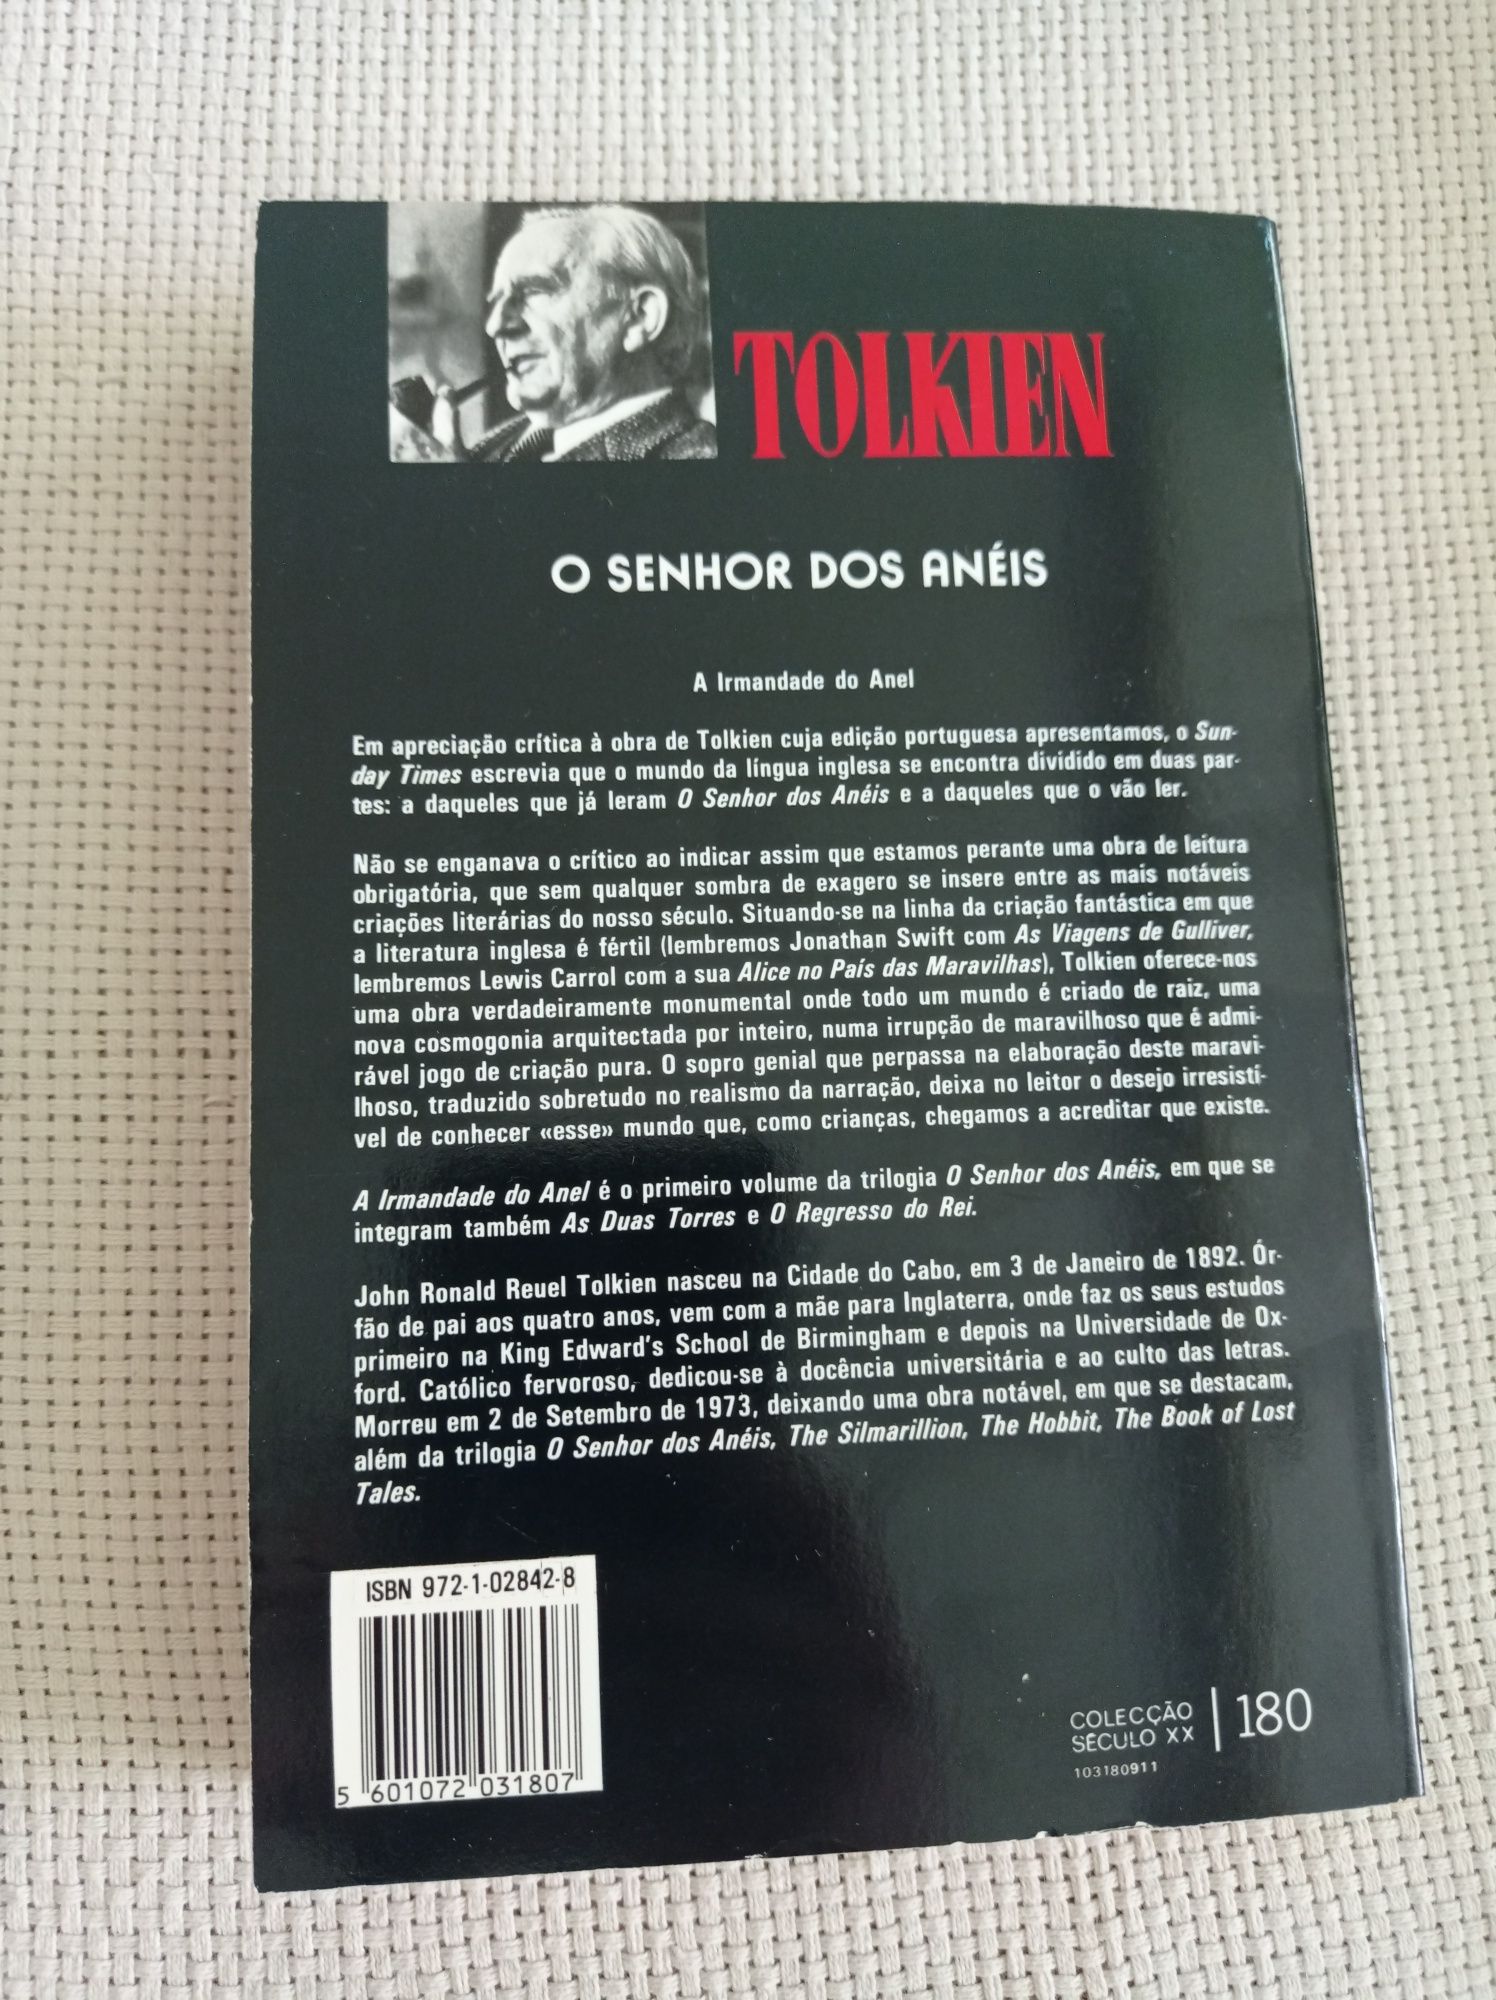 TOLKIEN
O SENHOR DOS ANÉIS
A Irmandade do Anel
Em apreciação crítica à obra de Tolkien cuja edição portuguesa apresentamos, o Sun-
day Times escrevia que o mundo da língua inglesa se encontra dividido em duas par-
tes: a daqueles que já leram O Senhor dos Anéis e a daqueles que o vão ler.
Não se enganava o crítico ao indicar assim que estamos perante uma obra de leitura
obrigatória, que sem qualquer sombra de exagero se insere entre as mais notáveis
criações literárias do nosso século. Situando-se na linha da criação fantástica em que
a literatura inglesa é fértil (lembremos Jonathan Swift com As Viagens de Gulliver,
lembremos Lewis Carrol com a sua Alice no País das Maravilhas), Tolkien oferece-nos
uma obra verdadeiramente monumental onde todo um mundo é criado de raiz, uma
nova cosmogonia arquitectada por inteiro, numa irrupção de maravilhoso que é admi-
rável jogo de criação pura. O sopro genial que perpassa na elaboração deste maravi-
lhoso, traduzido sobretudo no realismo da narração, deixa no leitor o desejo irresistí-
vel de conhecer «esse» mundo que, como crianças, chegamos a acreditar que existe.
A Irmandade do Anel é o primeiro volume da trilogia O Senhor dos Anéis, em que se
integram também As Duas Torres e O Regresso do Rei.
John Ronald Reuel Tolkien nasceu na Cidade do Cabo, em 3 de Janeiro de 1892. Ór-
fão de pai aos quatro anos, vem com a mãe para Inglaterra, onde faz os seus estudos
primeiro na King Edward's School de Birmingham e depois na Universidade de Ox-
ford. Católico fervoroso, dedicou-se à docência universitária e ao culto das letras.
Morreu em 2 de Setembro de 1973, deixando uma obra notável, em que se destacam,
além da trilogia O Senhor dos Anéis, The Silmarillion, The Hobbit, The Book of Lost
Tales.
ISBN 972-1-02842-8
5 601072 031807
COLECÇÃO
SÉCULO XX | 180
103180911